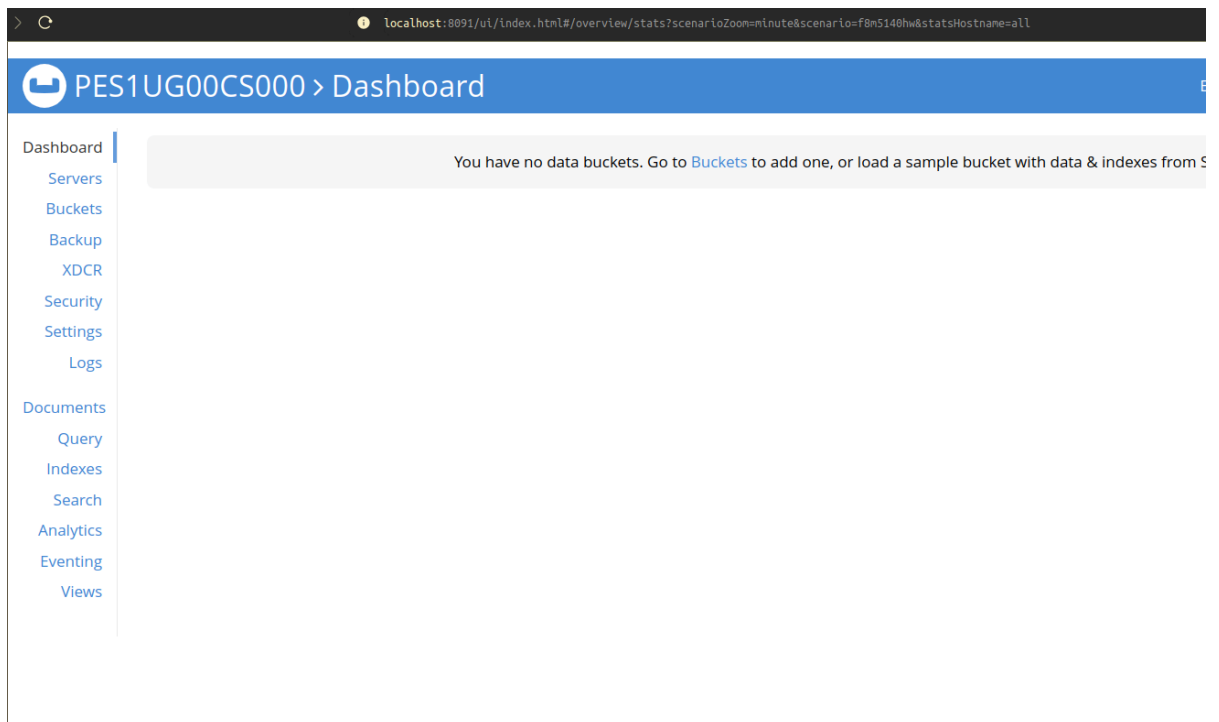 localhost:8091/ui/index.html#/overview/stats?scenarioZoom=minute&scenario=f8m5140hw&statsHostname=all
PES1UG00CS000 > Dashboard
Dashboard
Servers
Buckets
Backup
XDCR
Security
Settings
Logs
Documents
Query
Indexes
Search
Analytics
Eventing
Views
You have no data buckets. Go to Buckets to add one, or load a sample bucket with data & indexes from